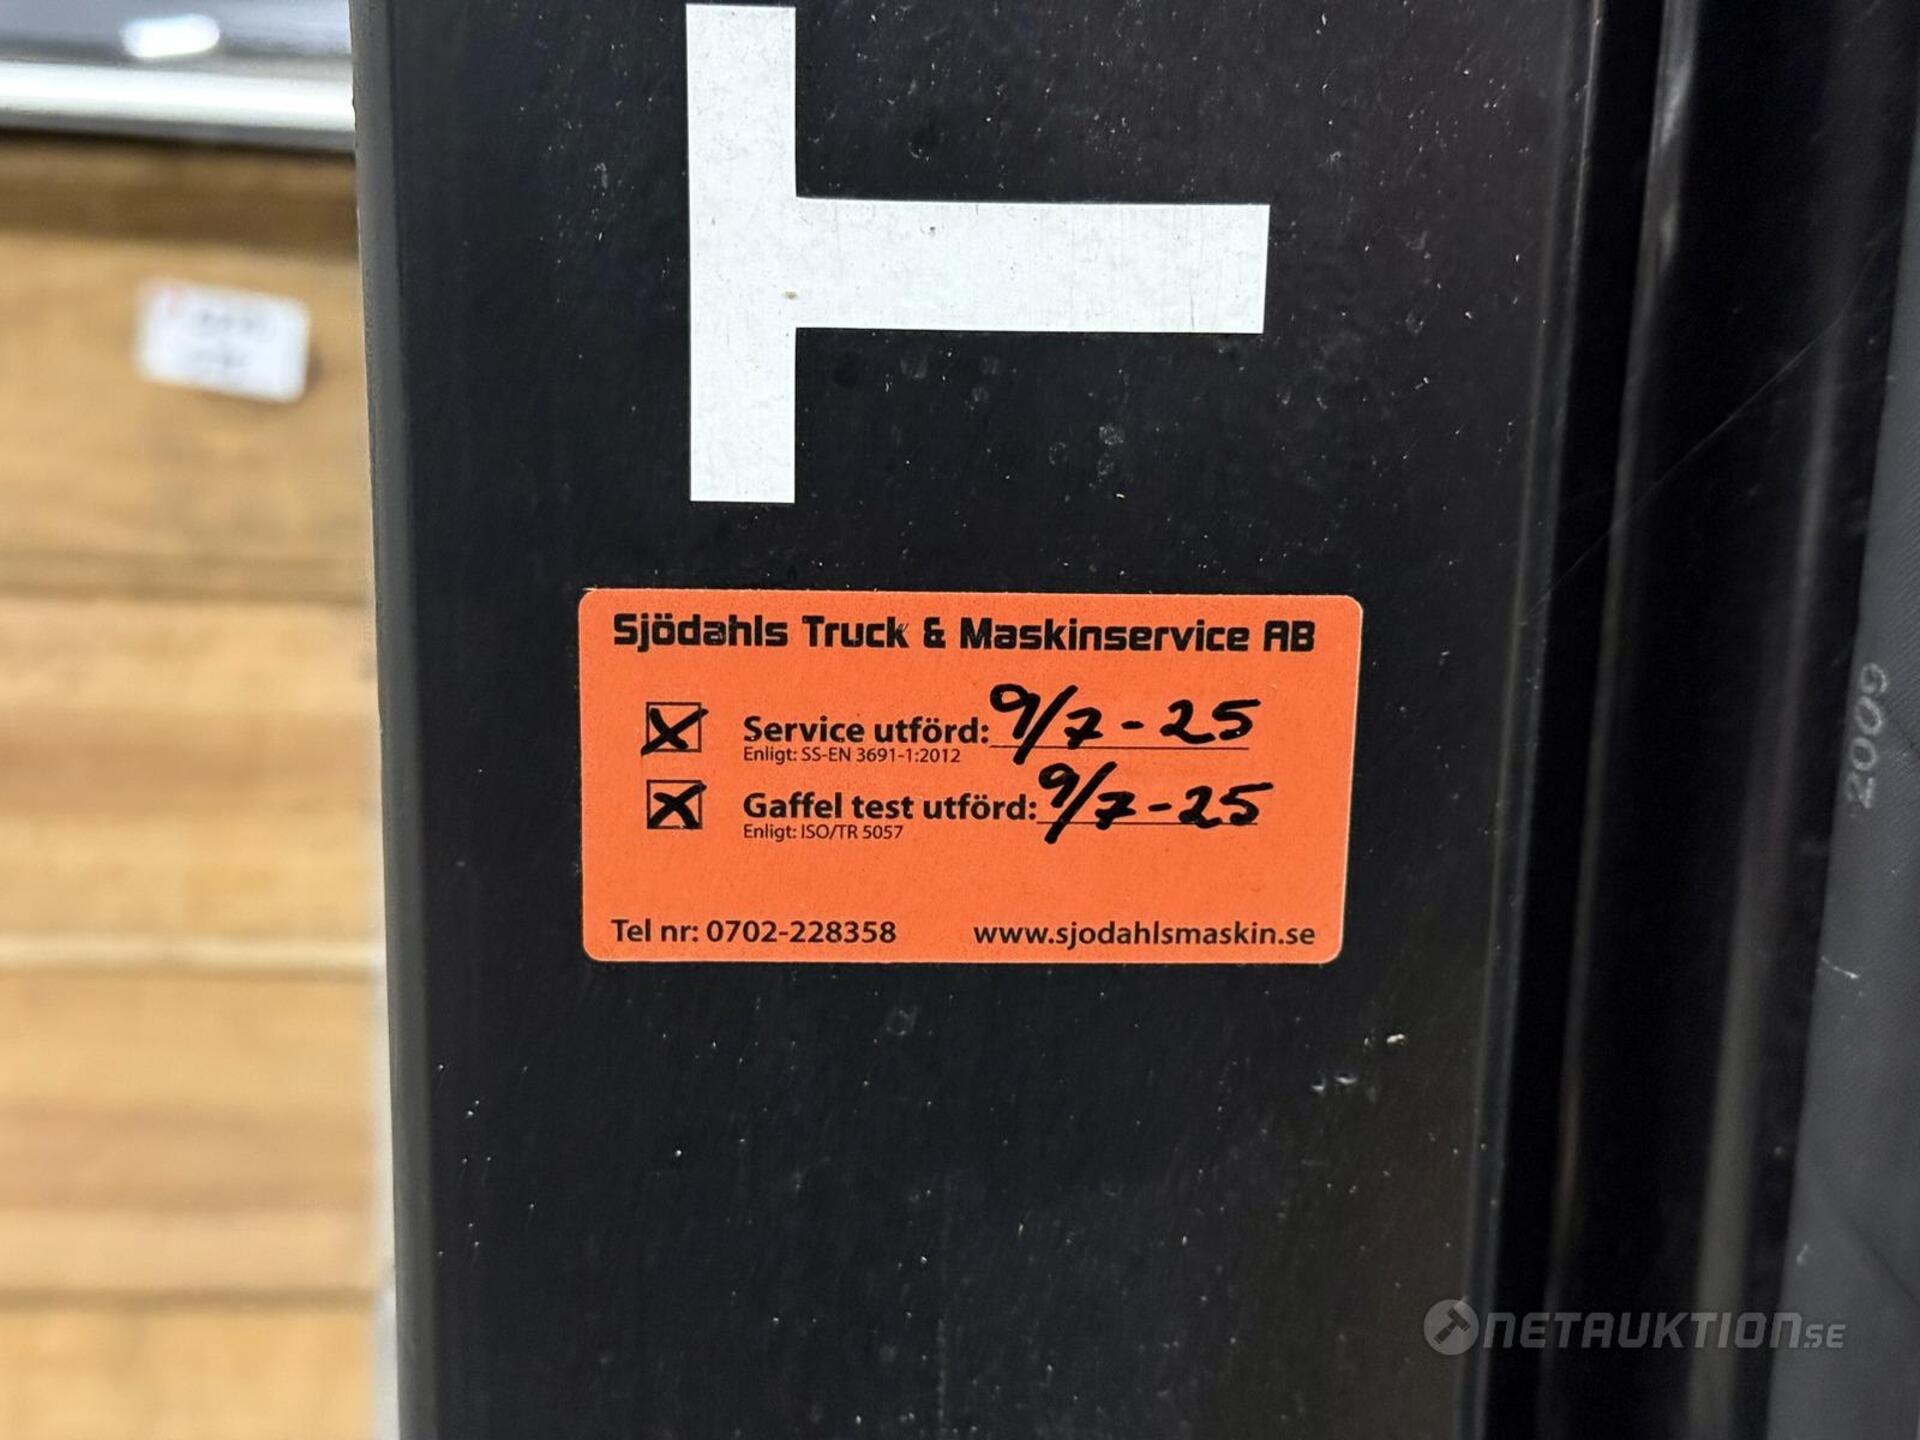 T
Sjödahls Truck & Maskinservice AB
Service utförd: 9/7-25
Enligt: SS-EN 3691-1:2012
Gaffel test utförd: 9/7-25
Enligt: ISO/TR 5057
Tel nr: 0702-228358 www.sjodahlsmaskin.se
2009
NETAUKTION.SE